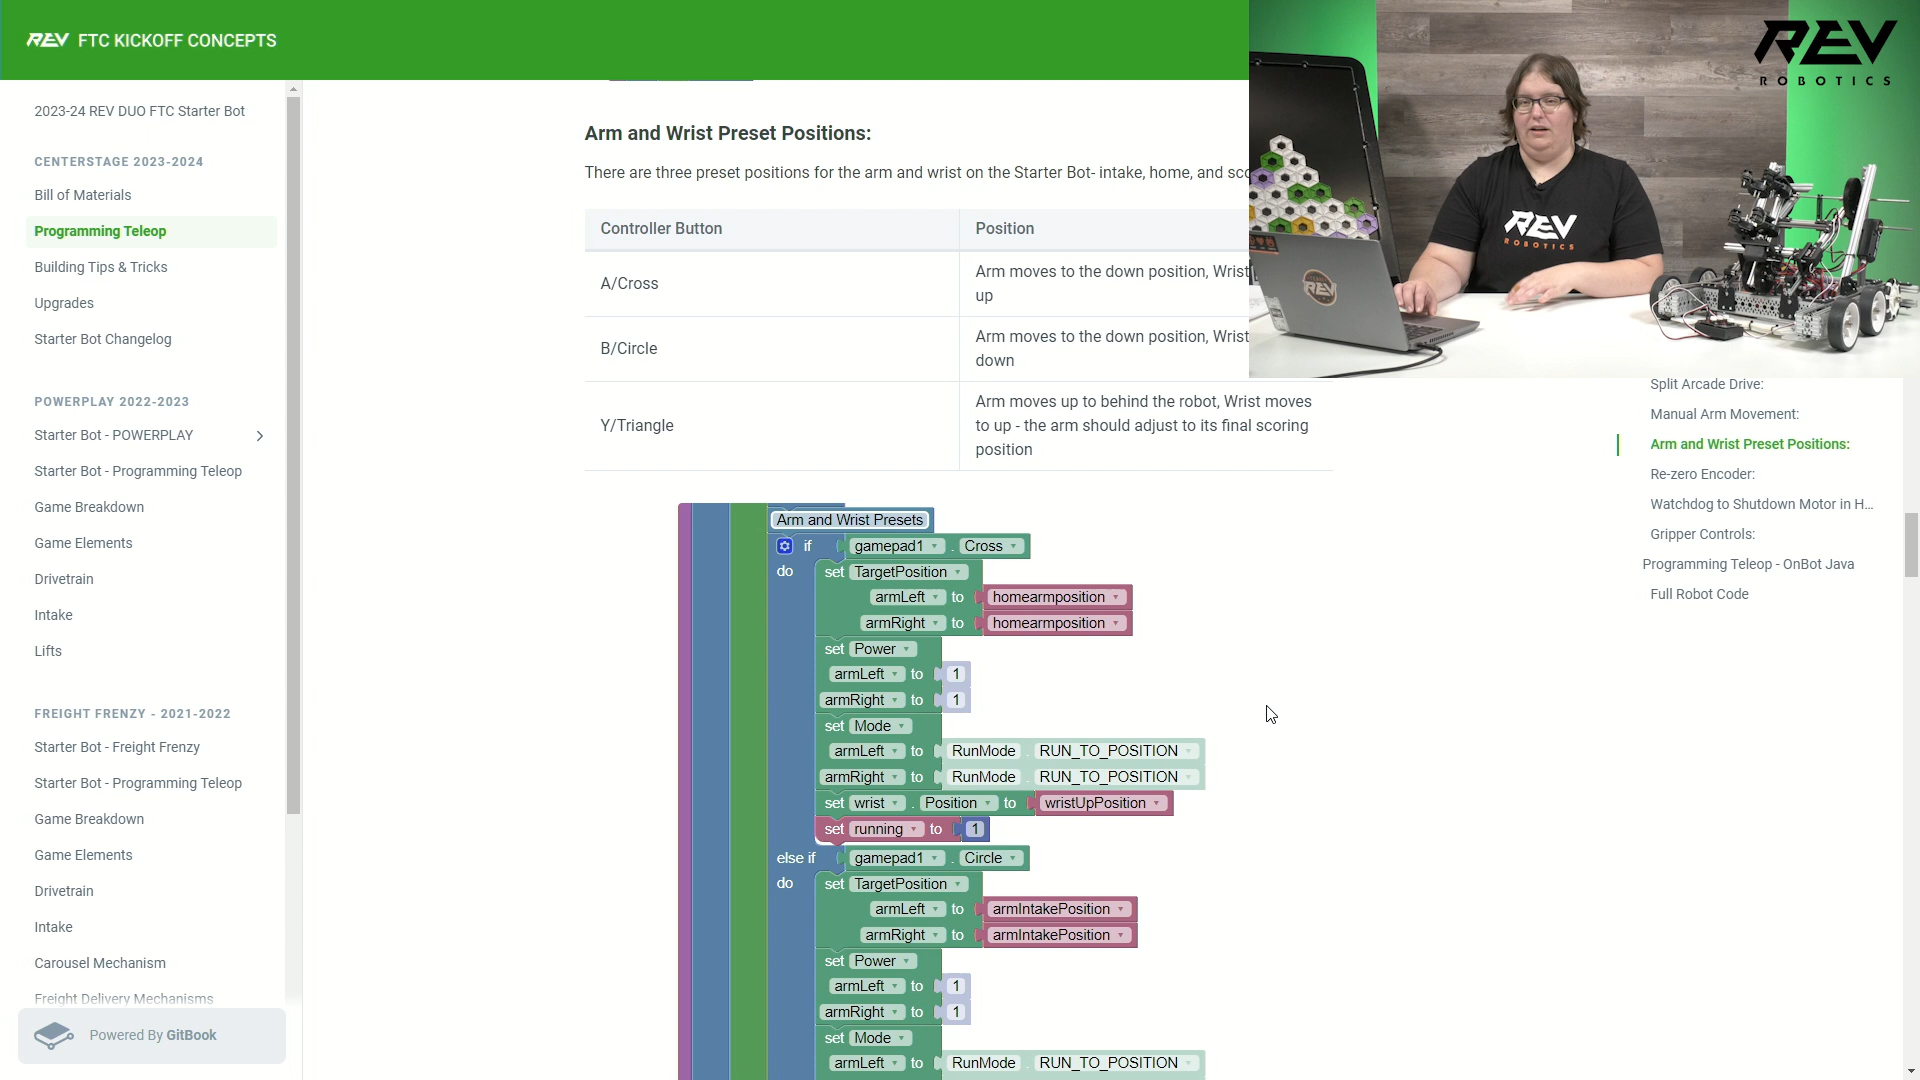 REV FTC KICKOFF CONCEPTS
REV
ROBOTICS
REV
ROBOTICS
REV
2023-24 REV DUO FTC Starter Bot
CENTERSTAGE 2023-2024
Bill of Materials
Programming Teleop
Building Tips & Tricks
Upgrades
Starter Bot Changelog
POWERPLAY 2022-2023
Starter Bot - POWERPLAY
Starter Bot - Programming Teleop
Game Breakdown
Game Elements
Drivetrain
Intake
Lifts
FREIGHT FRENZY - 2021-2022
Starter Bot - Freight Frenzy
Starter Bot - Programming Teleop
Game Breakdown
Game Elements
Drivetrain
Intake
Carousel Mechanism
Freight Delivery Mechanisms
Powered By GitBook
Arm and Wrist Preset Positions:
There are three preset positions for the arm and wrist on the Starter Bot- intake, home, and sco
Controller Button Position
A/Cross Arm moves to the down position, Wrist
up
B/Circle Arm moves to the down position, Wrist
down
Y/Triangle Arm moves up to behind the robot, Wrist moves
to up - the arm should adjust to its final scoring
position
Arm and Wrist Presets
if gamepad1 . Cross
do set TargetPosition
armLeft to homearmposition
armRight to homearmposition
set Power
armLeft to 1
armRight to 1
set Mode
armLeft to RunMode . RUN_TO_POSITION
armRight to RunMode . RUN_TO_POSITION
set wrist . Position to wristUpPosition
set running to 1
else if gamepad1 . Circle
do set TargetPosition
armLeft to armIntakePosition
armRight to armIntakePosition
set Power
armLeft to 1
armRight to 1
set Mode
armLeft to RunMode . RUN_TO_POSITION
Split Arcade Drive:
Manual Arm Movement:
Arm and Wrist Preset Positions:
Re-zero Encoder:
Watchdog to Shutdown Motor in H...
Gripper Controls:
Programming Teleop - OnBot Java
Full Robot Code